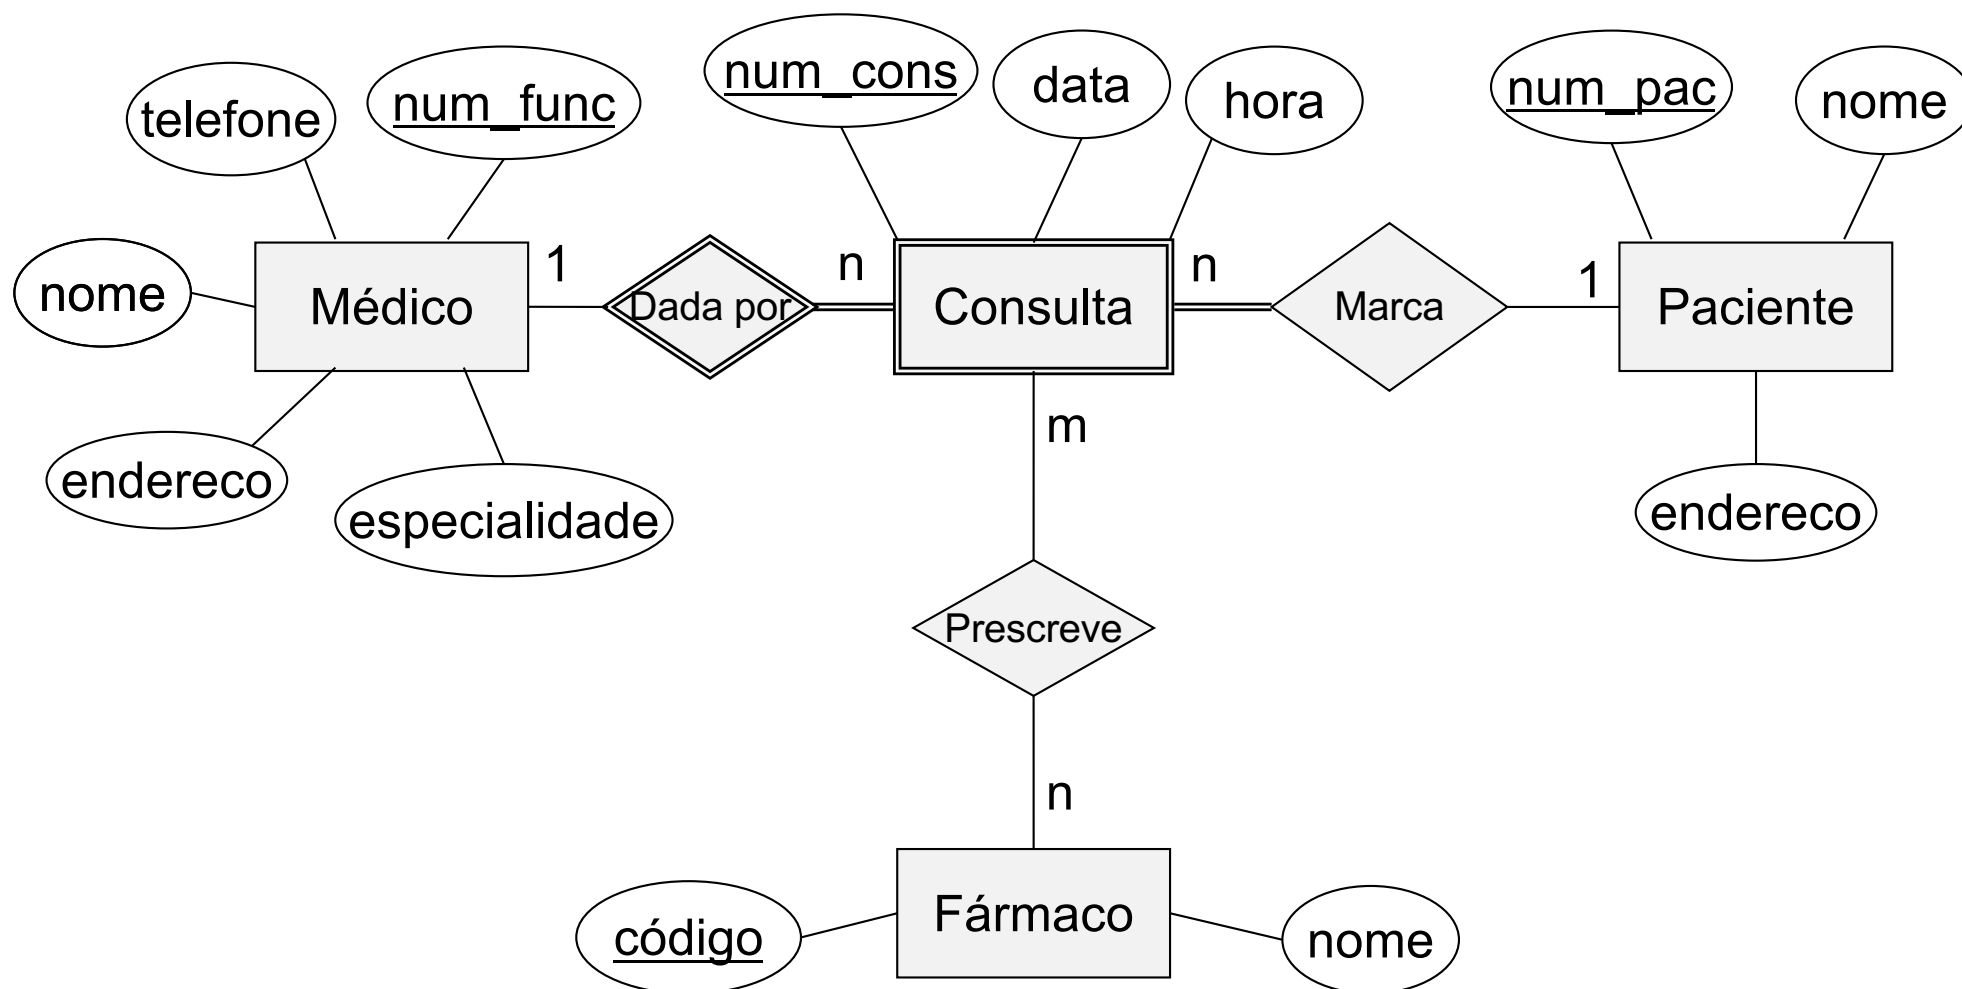 num_cons
data
hora
num_pac
nome
telefone
num_func
nome
Médico
1
Dada por
n
Consulta
n
Marca
1
Paciente
endereco
especialidade
m
endereco
Prescreve
n
Fármaco
código
nome